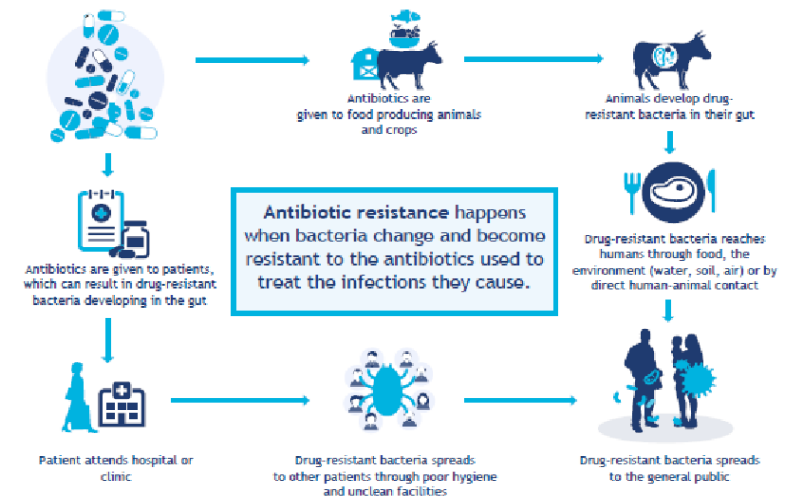 Antibiotics are
given to food producing animals
and crops
Animals develop drug-
resistant bacteria in their gut
Antibiotic resistance happens
when bacteria change and become
resistant to the antibiotics used to
treat the infections they cause.
Antibiotics are given to patients,
which can result in drug-resistant
bacteria developing in the gut
Drug-resistant bacteria reaches
humans through food, the
environment (water, soil, air) or by
direct human-animal contact
Patient attends hospital or
clinic
Drug-resistant bacteria spreads
to other patients through poor hygiene
and unclean facilities
Drug-resistant bacteria spreads
to the general public